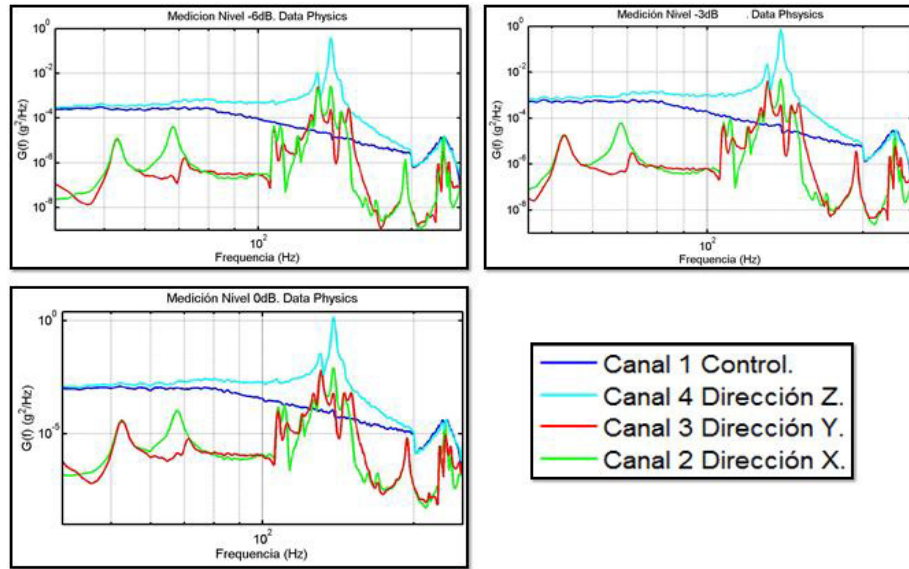 Medicion Nivel -6dB. Data Physics
10^0
10^-2
10^-4
10^-6
10^-8
G(f) (g²/Hz)
10^2
Frequencia (Hz)
Medición Nivel -3dB . Data Phsysics
10^0
10^-2
10^-4
10^-6
10^-8
G(f) (g²/Hz)
10^2
Frequencia (Hz)
Medición Nivel 0dB. Data Physics
10^0
10^-5
G(f) (g²/Hz)
10^2
Frequencia (Hz)
Canal 1 Control.
Canal 4 Dirección Z.
Canal 3 Dirección Y.
Canal 2 Dirección X.